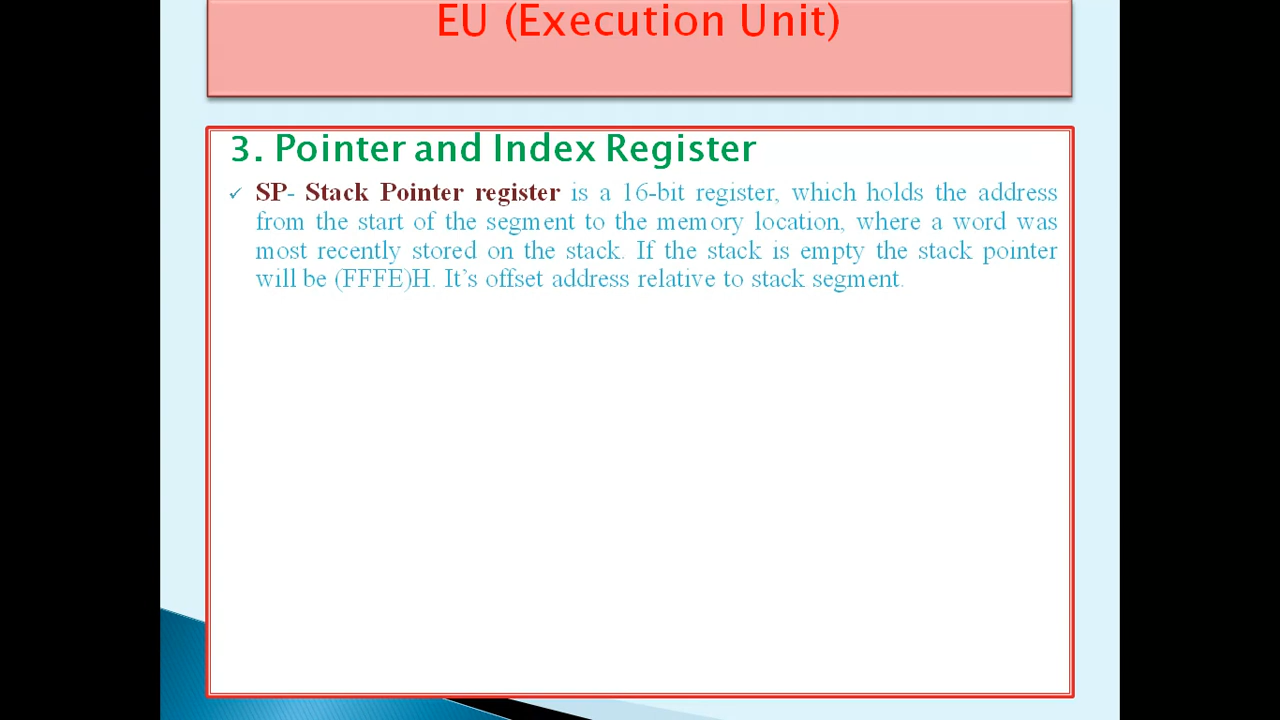 EU (Execution Unit)
3. Pointer and Index Register
✓ SP- Stack Pointer register is a 16-bit register, which holds the address
from the start of the segment to the memory location, where a word was
most recently stored on the stack. If the stack is empty the stack pointer
will be (FFFE)H. It's offset address relative to stack segment.